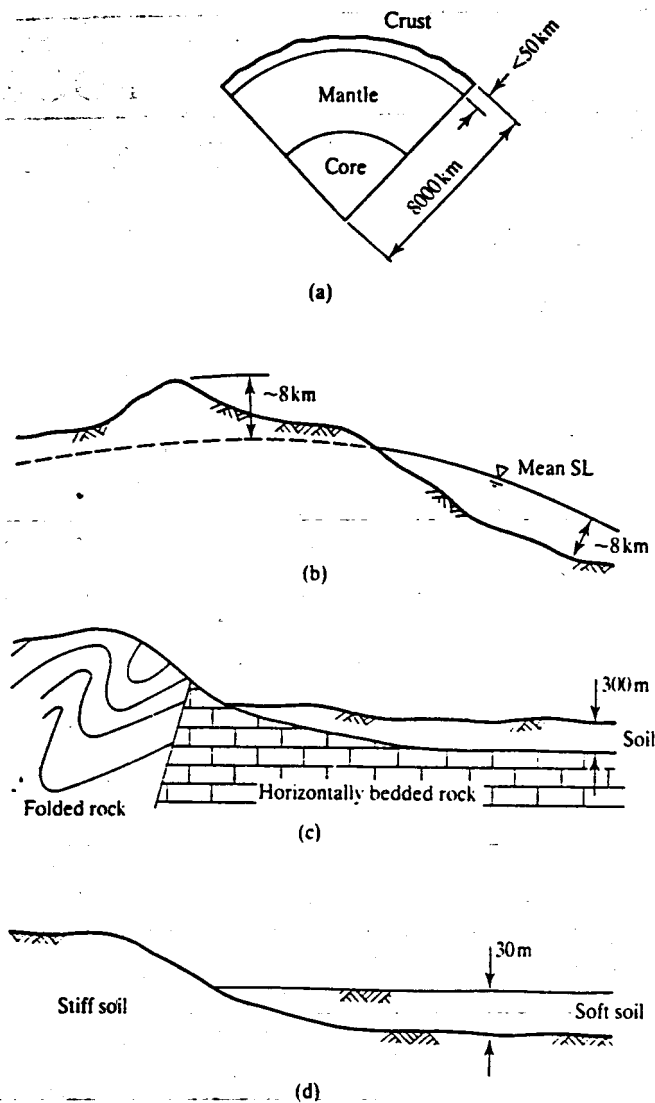 Crust
<50km
Mantle
Core
8000km
(a)
~8km
Mean SL
~8km
(b)
300m
Soil
Horizontally bedded rock
Folded rock
(c)
30m
Stiff soil
Soft soil
(d)